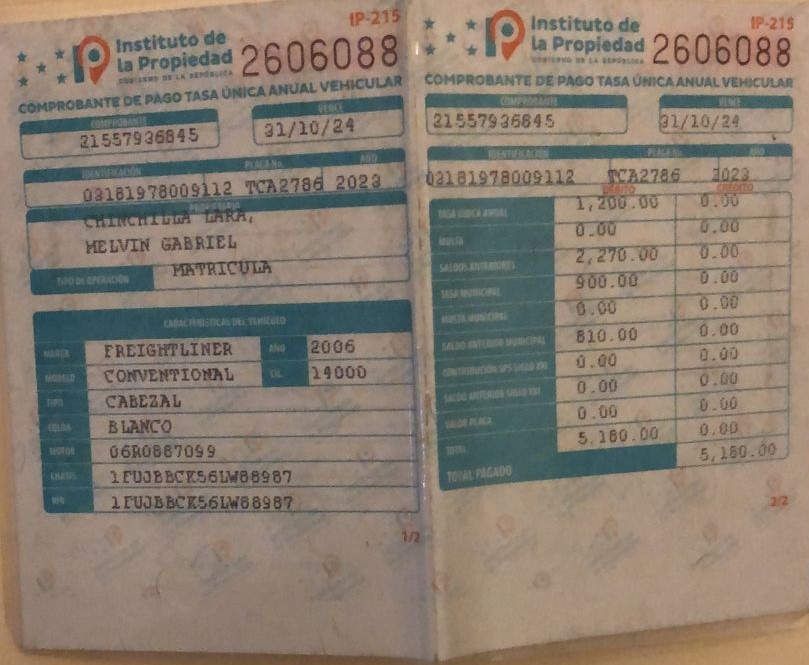 IP-215
Instituto de
la Propiedad
GOBIERNO DE LA REPÚBLICA
2606088
COMPROBANTE DE PAGO TASA ÚNICA ANUAL VEHICULAR
COMPROBANTE VENCE
21557936845 31/10/24
IDENTIFICACIÓN PLACA No. AÑO
03181978009112 TCA2786 2023
PROPIETARIO
CHINCHILLA LARA,
MELVIN GABRIEL
TIPO DE OPERACIÓN MATRICULA
CARACTERÍSTICAS DEL VEHÍCULO
MARCA FREIGHTLINER AÑO 2006
MODELO CONVENTIONAL CIL. 14000
TIPO CABEZAL
COLOR BLANCO
MOTOR 06R0887099
CHASIS 1FUJBBCK56LW88987
VIN 1FUJBBCK56LW88987
1/2
IP-215
Instituto de
la Propiedad
GOBIERNO DE LA REPÚBLICA
2606088
COMPROBANTE DE PAGO TASA ÚNICA ANUAL VEHICULAR
COMPROBANTE VENCE
21557936845 31/10/24
IDENTIFICACIÓN PLACA No. AÑO
03181978009112 TCA2786 2023
DÉBITO CRÉDITO
TASA ÚNICA ANUAL 1,200.00 0.00
MULTA 0.00 0.00
SALDOS ANTERIORES 2,270.00 0.00
TASA MUNICIPAL 900.00 0.00
MULTA MUNICIPAL 0.00 0.00
SALDO ANTERIOR MUNICIPAL 810.00 0.00
CONTRIBUCIÓN SPS SIGLO XXI 0.00 0.00
SALDO ANTERIOR SIGLO XXI 0.00 0.00
VALOR PLACA 0.00 0.00
TOTAL 5,180.00 0.00
TOTAL PAGADO 5,180.00
2/2